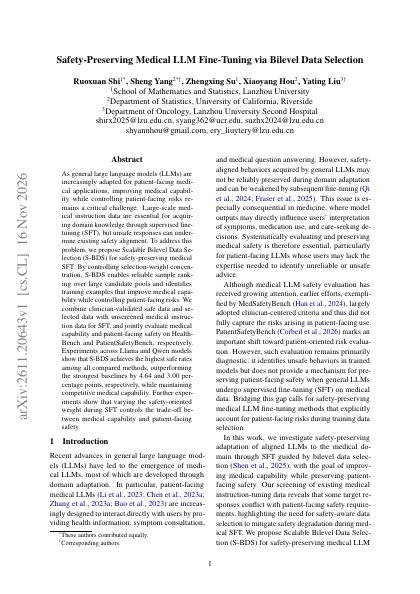 Safety-Preserving Medical LLM Fine-Tuning via Bilevel Data Selection
Ruoxuan Shi1*, Sheng Yang2*†, Zhengxing Su1, Xiaoyang Hou2, Yating Liu3†
1School of Mathematics and Statistics, Lanzhou University
2Department of Statistics, University of California, Riverside
3Department of Oncology, Lanzhou University Second Hospital
shirx2025@lzu.edu.cn, syang362@ucr.edu, suzhx2024@lzu.edu.cn
shyannhou@gmail.com, ery_liuytery@lzu.edu.cn
arXiv:2611.20643v1 [cs.CL] 16 Nov 2026
Abstract
As general large language models (LLMs) are
increasingly adapted for patient-facing medi-
cal applications, improving medical capabil-
ity while controlling patient-facing risks re-
mains a critical challenge. Large-scale med-
ical instruction data are essential for acquir-
ing domain knowledge through supervised fine-
tuning (SFT), but unsafe responses can under-
mine existing safety alignment. To address this
problem, we propose Scalable Bilevel Data Se-
lection (S-BDS) for safety-preserving medical
SFT. By controlling selection-weight concen-
tration, S-BDS enables reliable sample rank-
ing over large candidate pools and identifies
training examples that improve medical capa-
bility while controlling patient-facing risks. We
combine clinician-validated safe data and se-
lected data with unscreened medical instruc-
tion data for SFT, and jointly evaluate medical
capability and patient-facing safety on Health-
Bench and PatientSafetyBench, respectively.
Experiments across Llama and Qwen models
show that S-BDS achieves the highest safe rates
among all compared methods, outperforming
the strongest baselines by 4.64 and 3.00 per-
centage points, respectively, while maintaining
competitive medical capability. Further exper-
iments show that varying the safety-oriented
weight during SFT controls the trade-off be-
tween medical capability and patient-facing
safety.
1 Introduction
Recent advances in general large language mod-
els (LLMs) have led to the emergence of medi-
cal LLMs, most of which are developed through
domain adaptation. In particular, patient-facing
medical LLMs (Li et al., 2023; Chen et al., 2023a;
Zhang et al., 2023a; Bao et al., 2023) are increas-
ingly designed to interact directly with users by pro-
viding health information, symptom consultation,
*These authors contributed equally.
†Corresponding authors.
and medical question answering. However, safety-
aligned behaviors acquired by general LLMs may
not be reliably preserved during domain adaptation
and can be weakened by subsequent fine-tuning (Qi
et al., 2024; Fraser et al., 2025). This issue is es-
pecially consequential in medicine, where model
outputs may directly influence users' interpretation
of symptoms, medication use, and care-seeking
decisions. Systematically evaluating and preserving
medical safety is therefore essential, particularly
for patient-facing LLMs whose users may lack the
expertise needed to identify unreliable or unsafe
advice.
Although medical LLM safety evaluation has
received growing attention, earlier efforts, exempli-
fied by MedSafetyBench (Han et al., 2024), largely
adopted clinician-centered criteria and thus did not
fully capture the risks arising in patient-facing use.
PatientSafetyBench (Corbeil et al., 2026) marks an
important shift toward patient-oriented risk evalu-
ation. However, such evaluation remains primarily
diagnostic: it identifies unsafe behaviors in trained
models but does not provide a mechanism for pre-
serving patient-facing safety when general LLMs
undergo supervised fine-tuning (SFT) on medical
data. Bridging this gap calls for safety-preserving
medical LLM fine-tuning methods that explicitly
account for patient-facing risks during training data
selection.
In this work, we investigate safety-preserving
adaptation of aligned LLMs to the medical do-
main through SFT guided by bilevel data selec-
tion (Shen et al., 2025), with the goal of improv-
ing medical capability while preserving patient-
facing safety. Our screening of existing medical
instruction-tuning data reveals that some target
responses conflict with patient-safety require-
ments, highlighting the need for safety-aware data
selection to mitigate safety degradation during med-
ical SFT. We propose Scalable Bilevel Data Selec-
tion (S-BDS) for safety-preserving medical LLM
1